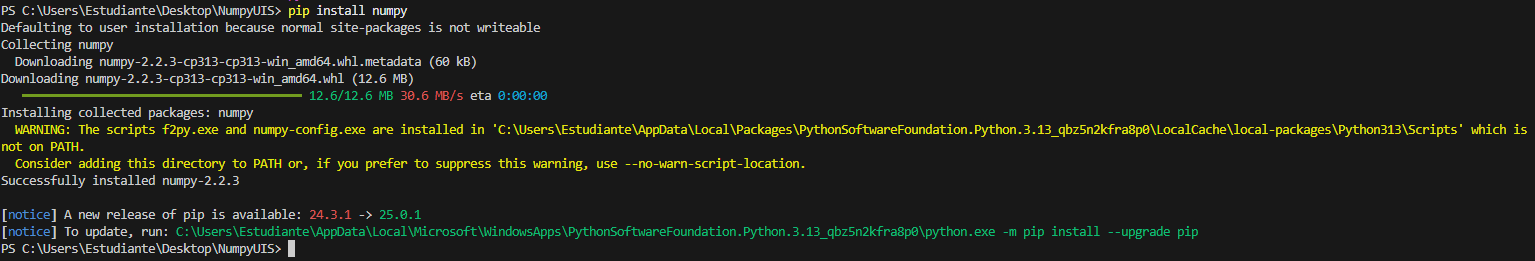 PS C:\Users\Estudiante\Desktop\NumpyUIS> pip install numpy
Defaulting to user installation because normal site-packages is not writeable
Collecting numpy
  Downloading numpy-2.2.3-cp313-cp313-win_amd64.whl.metadata (60 kB)
Downloading numpy-2.2.3-cp313-cp313-win_amd64.whl (12.6 MB)
12.6/12.6 MB 30.6 MB/s eta 0:00:00
Installing collected packages: numpy
  WARNING: The scripts f2py.exe and numpy-config.exe are installed in 'C:\Users\Estudiante\AppData\Local\Packages\PythonSoftwareFoundation.Python.3.13_qbz5n2kfra8p0\LocalCache\local-packages\Python313\Scripts' which is
not on PATH.
  Consider adding this directory to PATH or, if you prefer to suppress this warning, use --no-warn-script-location.
Successfully installed numpy-2.2.3

[notice] A new release of pip is available: 24.3.1 -> 25.0.1
[notice] To update, run: C:\Users\Estudiante\AppData\Local\Microsoft\WindowsApps\PythonSoftwareFoundation.Python.3.13_qbz5n2kfra8p0\python.exe -m pip install --upgrade pip
PS C:\Users\Estudiante\Desktop\NumpyUIS>